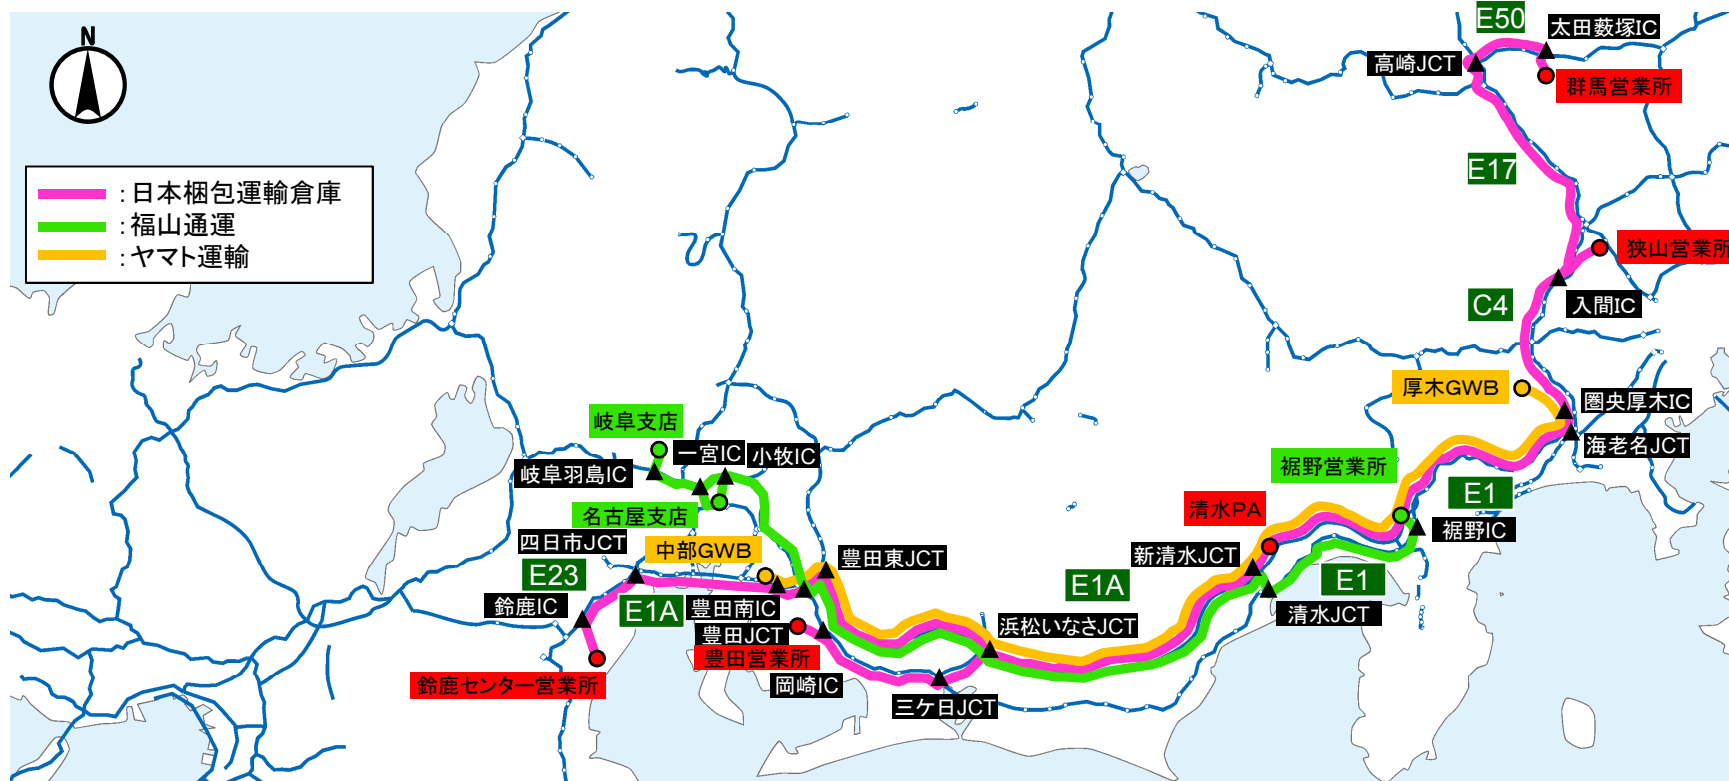 N
：日本梱包運輸倉庫
：福山通運
：ヤマト運輸
E50
太田薮塚IC
高崎JCT
群馬営業所
E17
狭山営業所
C4
入間IC
厚木GWB
圏央厚木IC
海老名JCT
岐阜支店
一宮IC
小牧IC
岐阜羽島IC
裾野営業所
E1
名古屋支店
清水PA
裾野IC
四日市JCT
中部GWB
豊田東JCT
新清水JCT
E23
E1A
E1
鈴鹿IC
E1A
豊田南IC
清水JCT
浜松いなさJCT
豊田JCT
豊田営業所
鈴鹿センター営業所
岡崎IC
三ケ日JCT